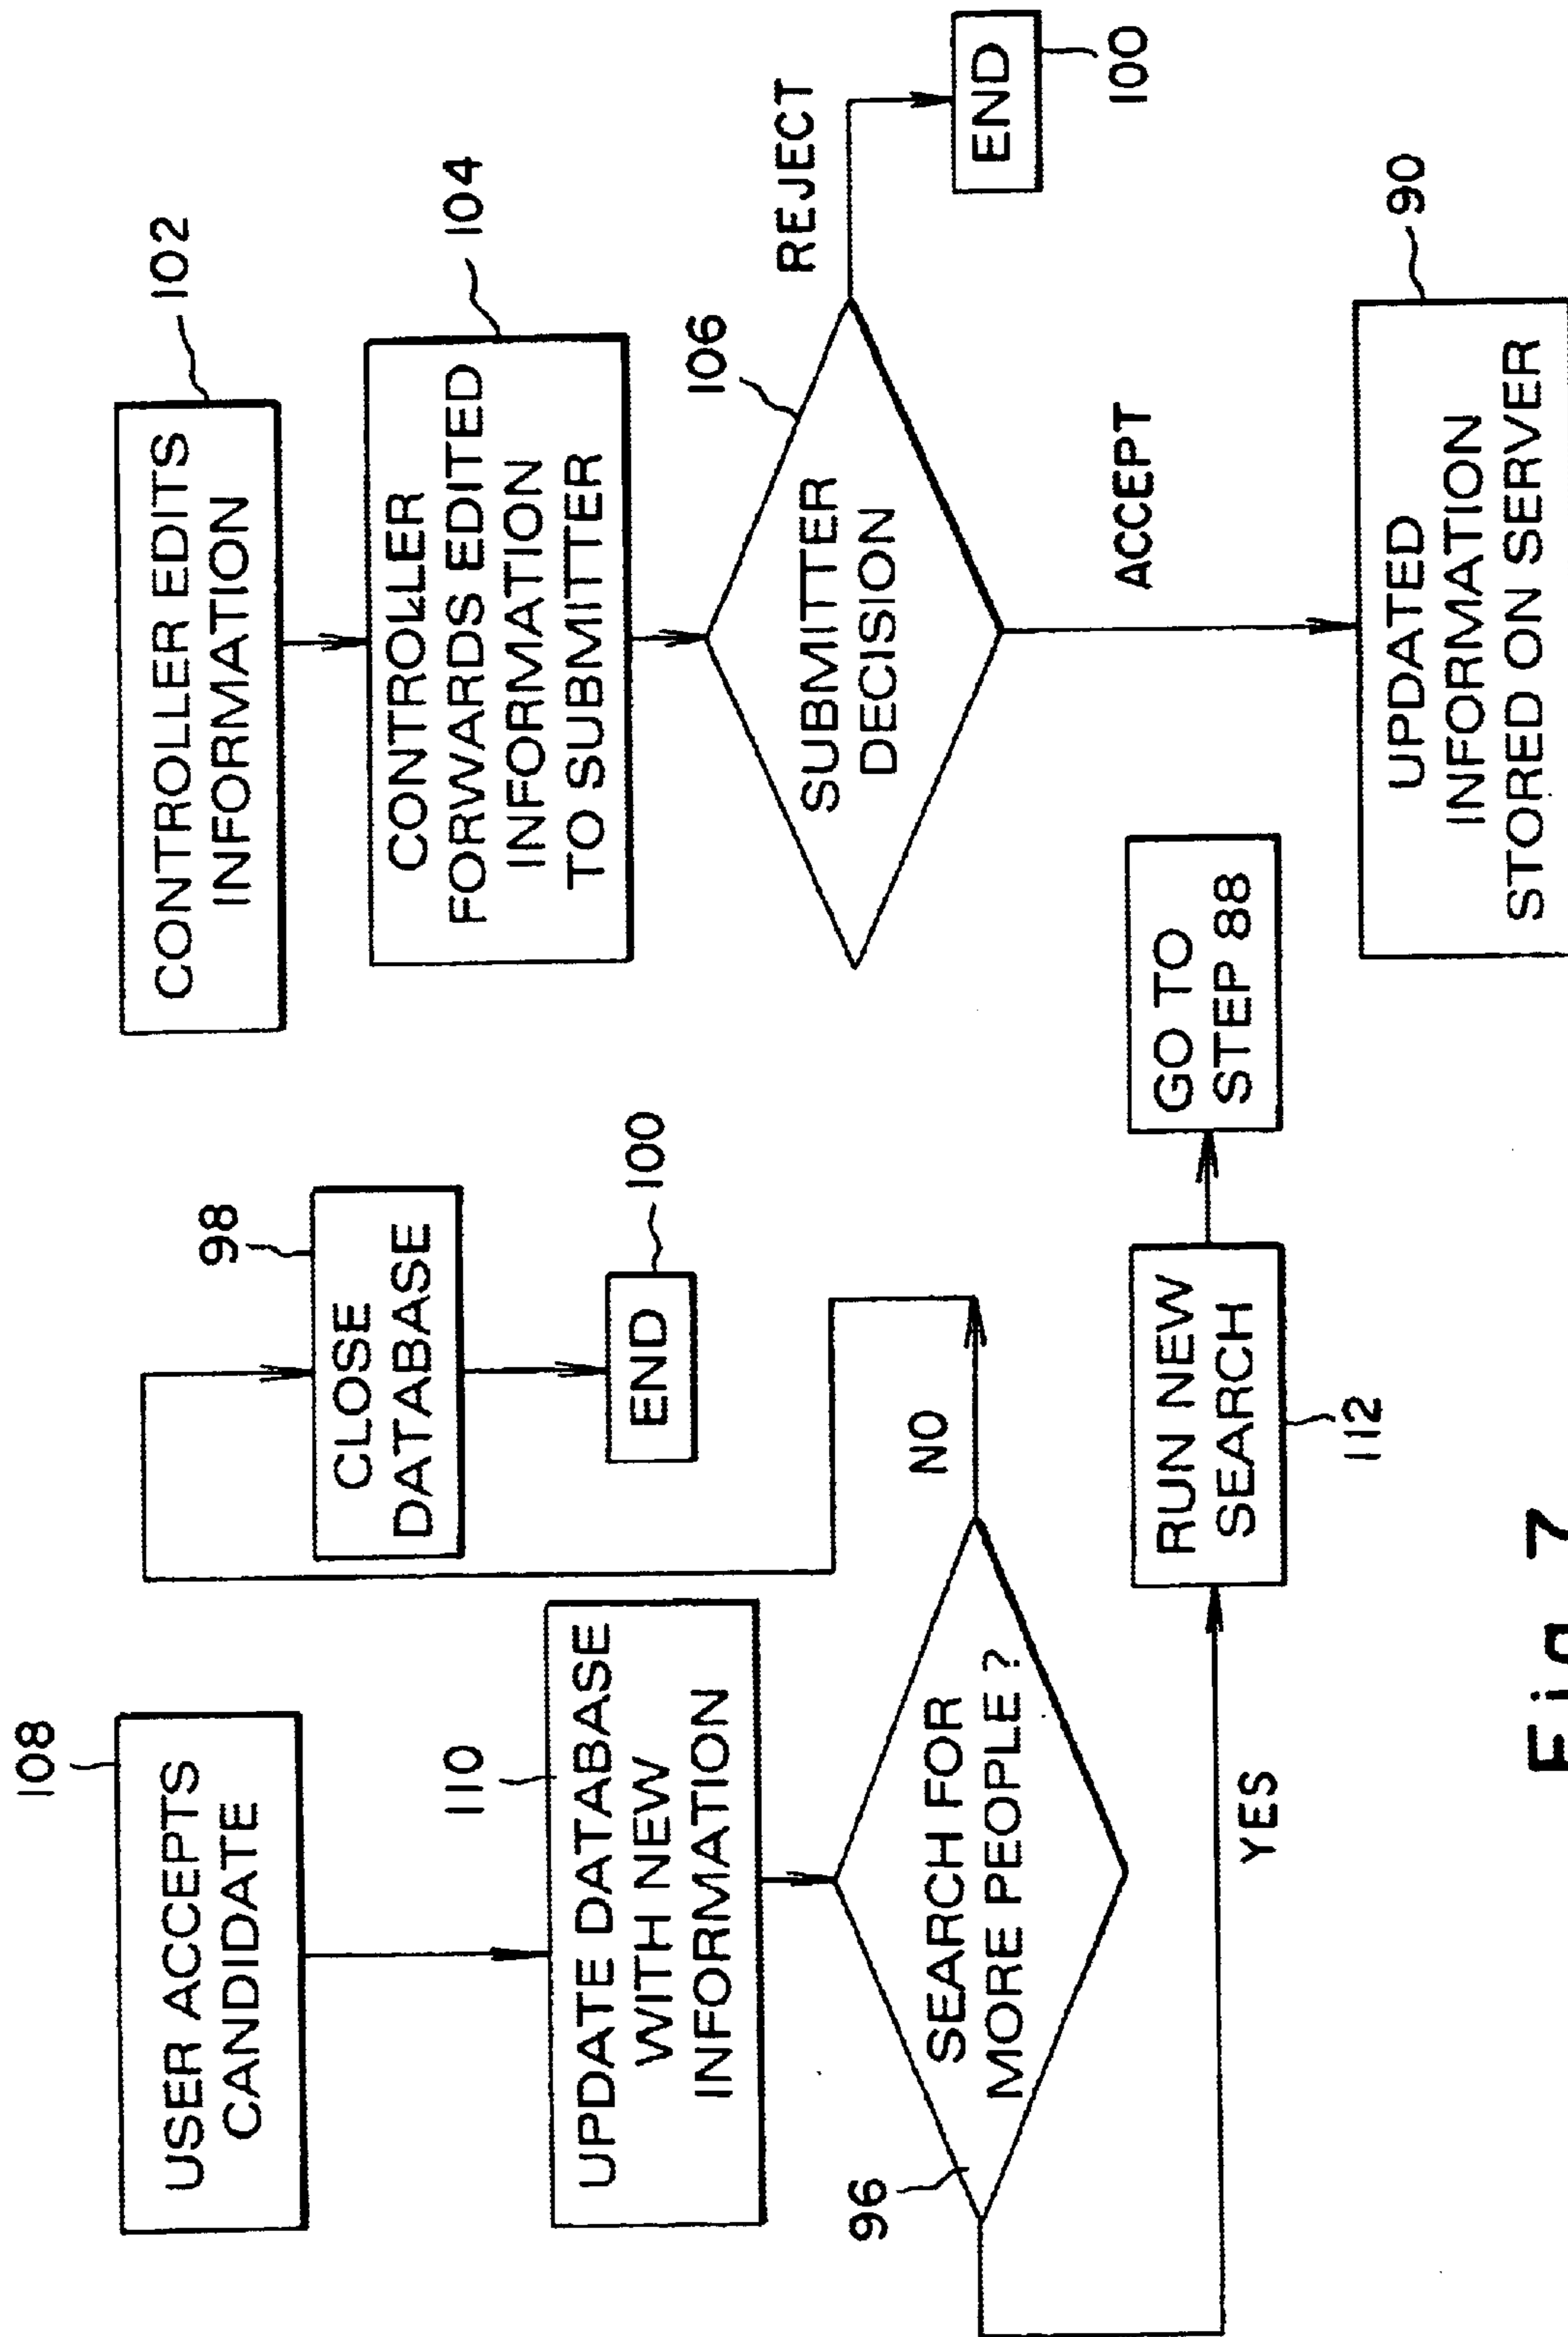 108
USER ACCEPTS
CANDIDATE
110
UPDATE DATABASE
WITH NEW
INFORMATION
96
SEARCH FOR
MORE PEOPLE?
NO
YES
98
CLOSE
DATABASE
END
100
RUN NEW
SEARCH
112
GO TO
STEP 88
102
CONTROLLER EDITS
INFORMATION
104
CONTROLLER
FORWARDS EDITED
INFORMATION
TO SUBMITTER
106
SUBMITTER
DECISION
REJECT
END
100
ACCEPT
90
UPDATED
INFORMATION
STORED ON SERVER
Fig. 7